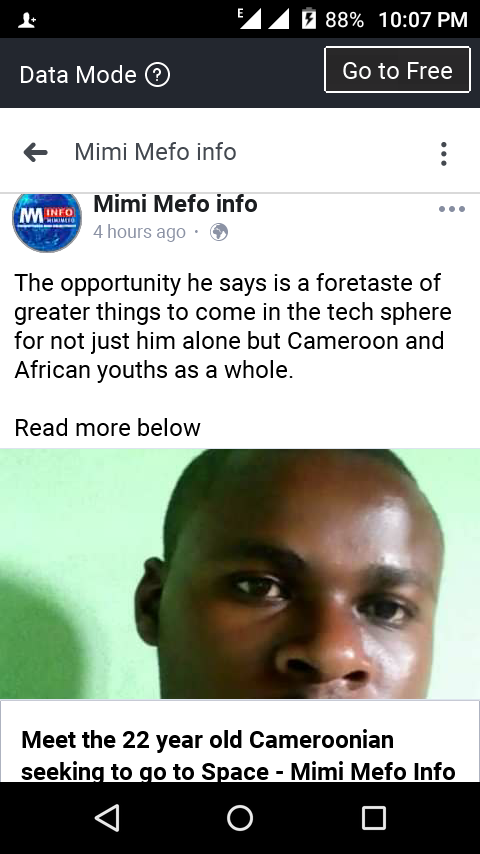 E 88% 10:07 PM
Data Mode ? Go to Free
Mimi Mefo info
Mimi Mefo info
MM INFO
MIMIMEFO
4 hours ago ·
The opportunity he says is a foretaste of
greater things to come in the tech sphere
for not just him alone but Cameroon and
African youths as a whole.
Read more below
Meet the 22 year old Cameroonian
seeking to go to Space - Mimi Mefo Info